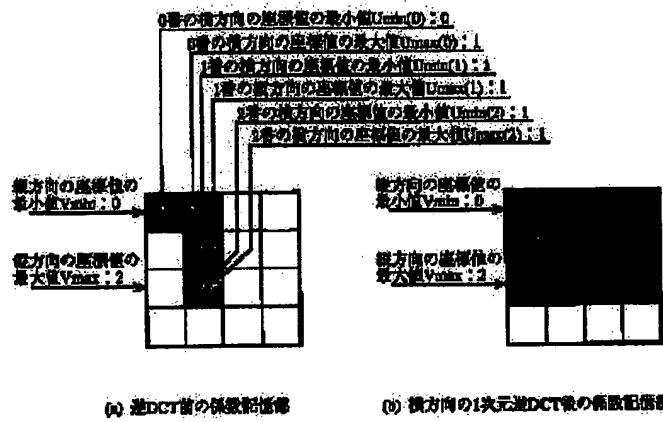 0番の横方向の座標値の最小値Umin(0):0
0番の横方向の座標値の最大値Umax(0):1
1番の横方向の座標値の最小値Umin(1):1
1番の横方向の座標値の最大値Umax(1):1
2番の横方向の座標値の最小値Umin(2):1
2番の横方向の座標値の最大値Umax(2):1
縦方向の座標値の
最小値Vmin:0
縦方向の座標値の
最大値Vmax:2
縦方向の座標値の
最小値Vmin:0
縦方向の座標値の
最大値Vmax:2
(a) 逆DCT前の係数記憶部
(b) 横方向の1次元逆DCT後の係数記憶部